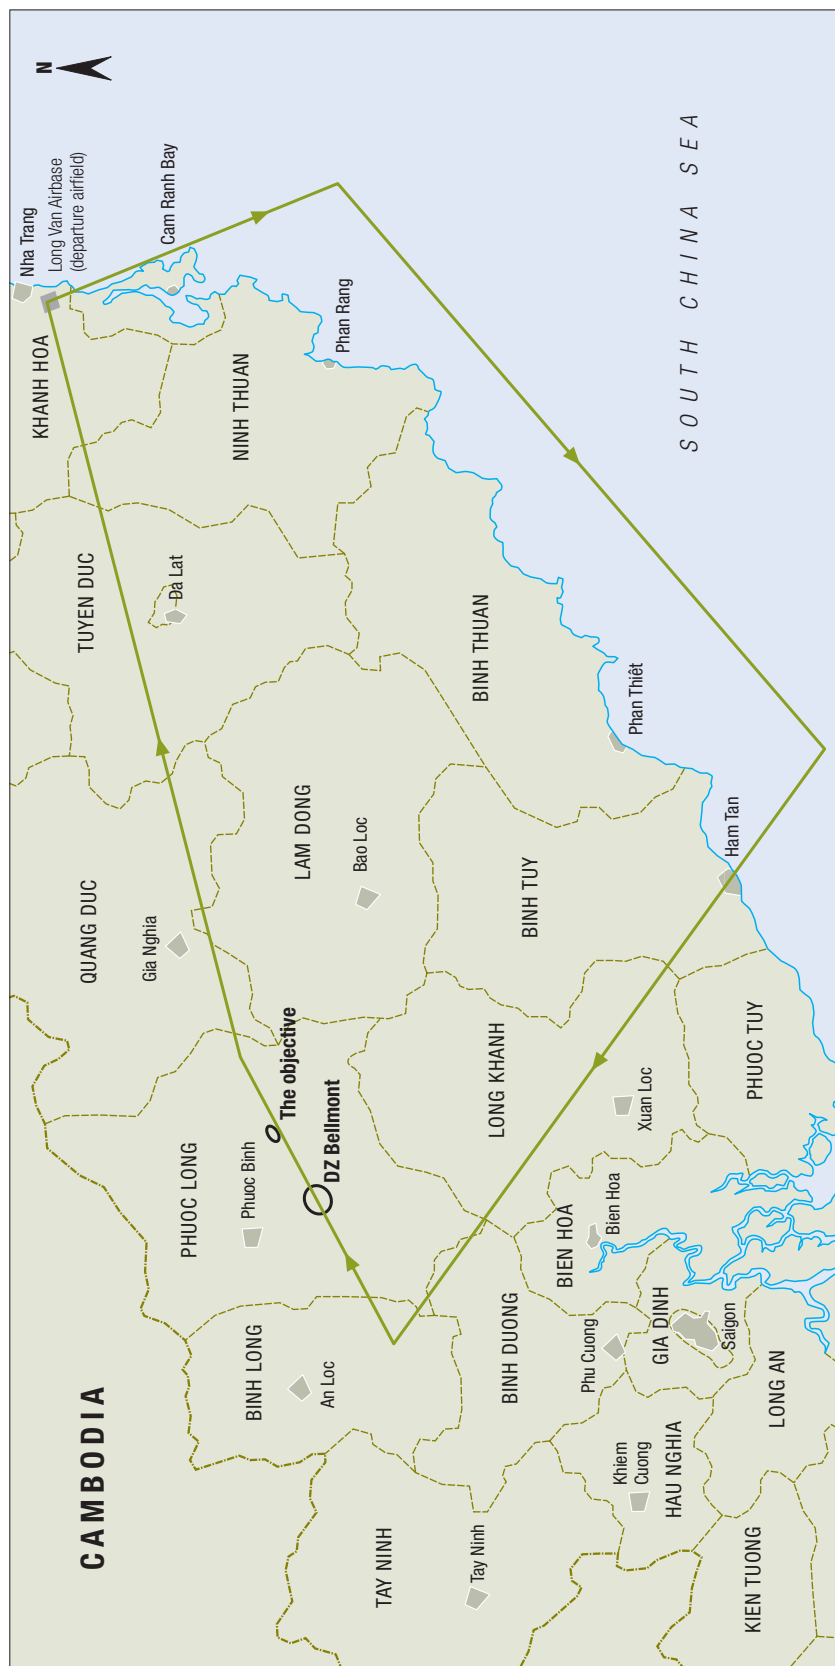 N
Nha Trang
Long Van Airbase
(departure airfield)
Cam Ranh Bay
KHANH HOA
NINH THUAN
Phan Rang
SOUTH CHINA SEA
TUYEN DUC
Da Lat
BINH THUAN
Phan Thiêt
QUANG DUC
Gia Nghia
LAM DONG
Bao Loc
BINH TUY
Ham Tan
The objective
DZ Bellmont
PHUOC LONG
Phuoc Binh
LONG KHANH
Xuan Loc
PHUOC TUY
BIEN HOA
Bien Hoa
CAMBODIA
BINH LONG
An Loc
BINH DUONG
Phu Cuong
GIA DINH
Saigon
LONG AN
Khiem
Cuong
HAU NGHIA
TAY NINH
Tay Ninh
KIEN TUONG